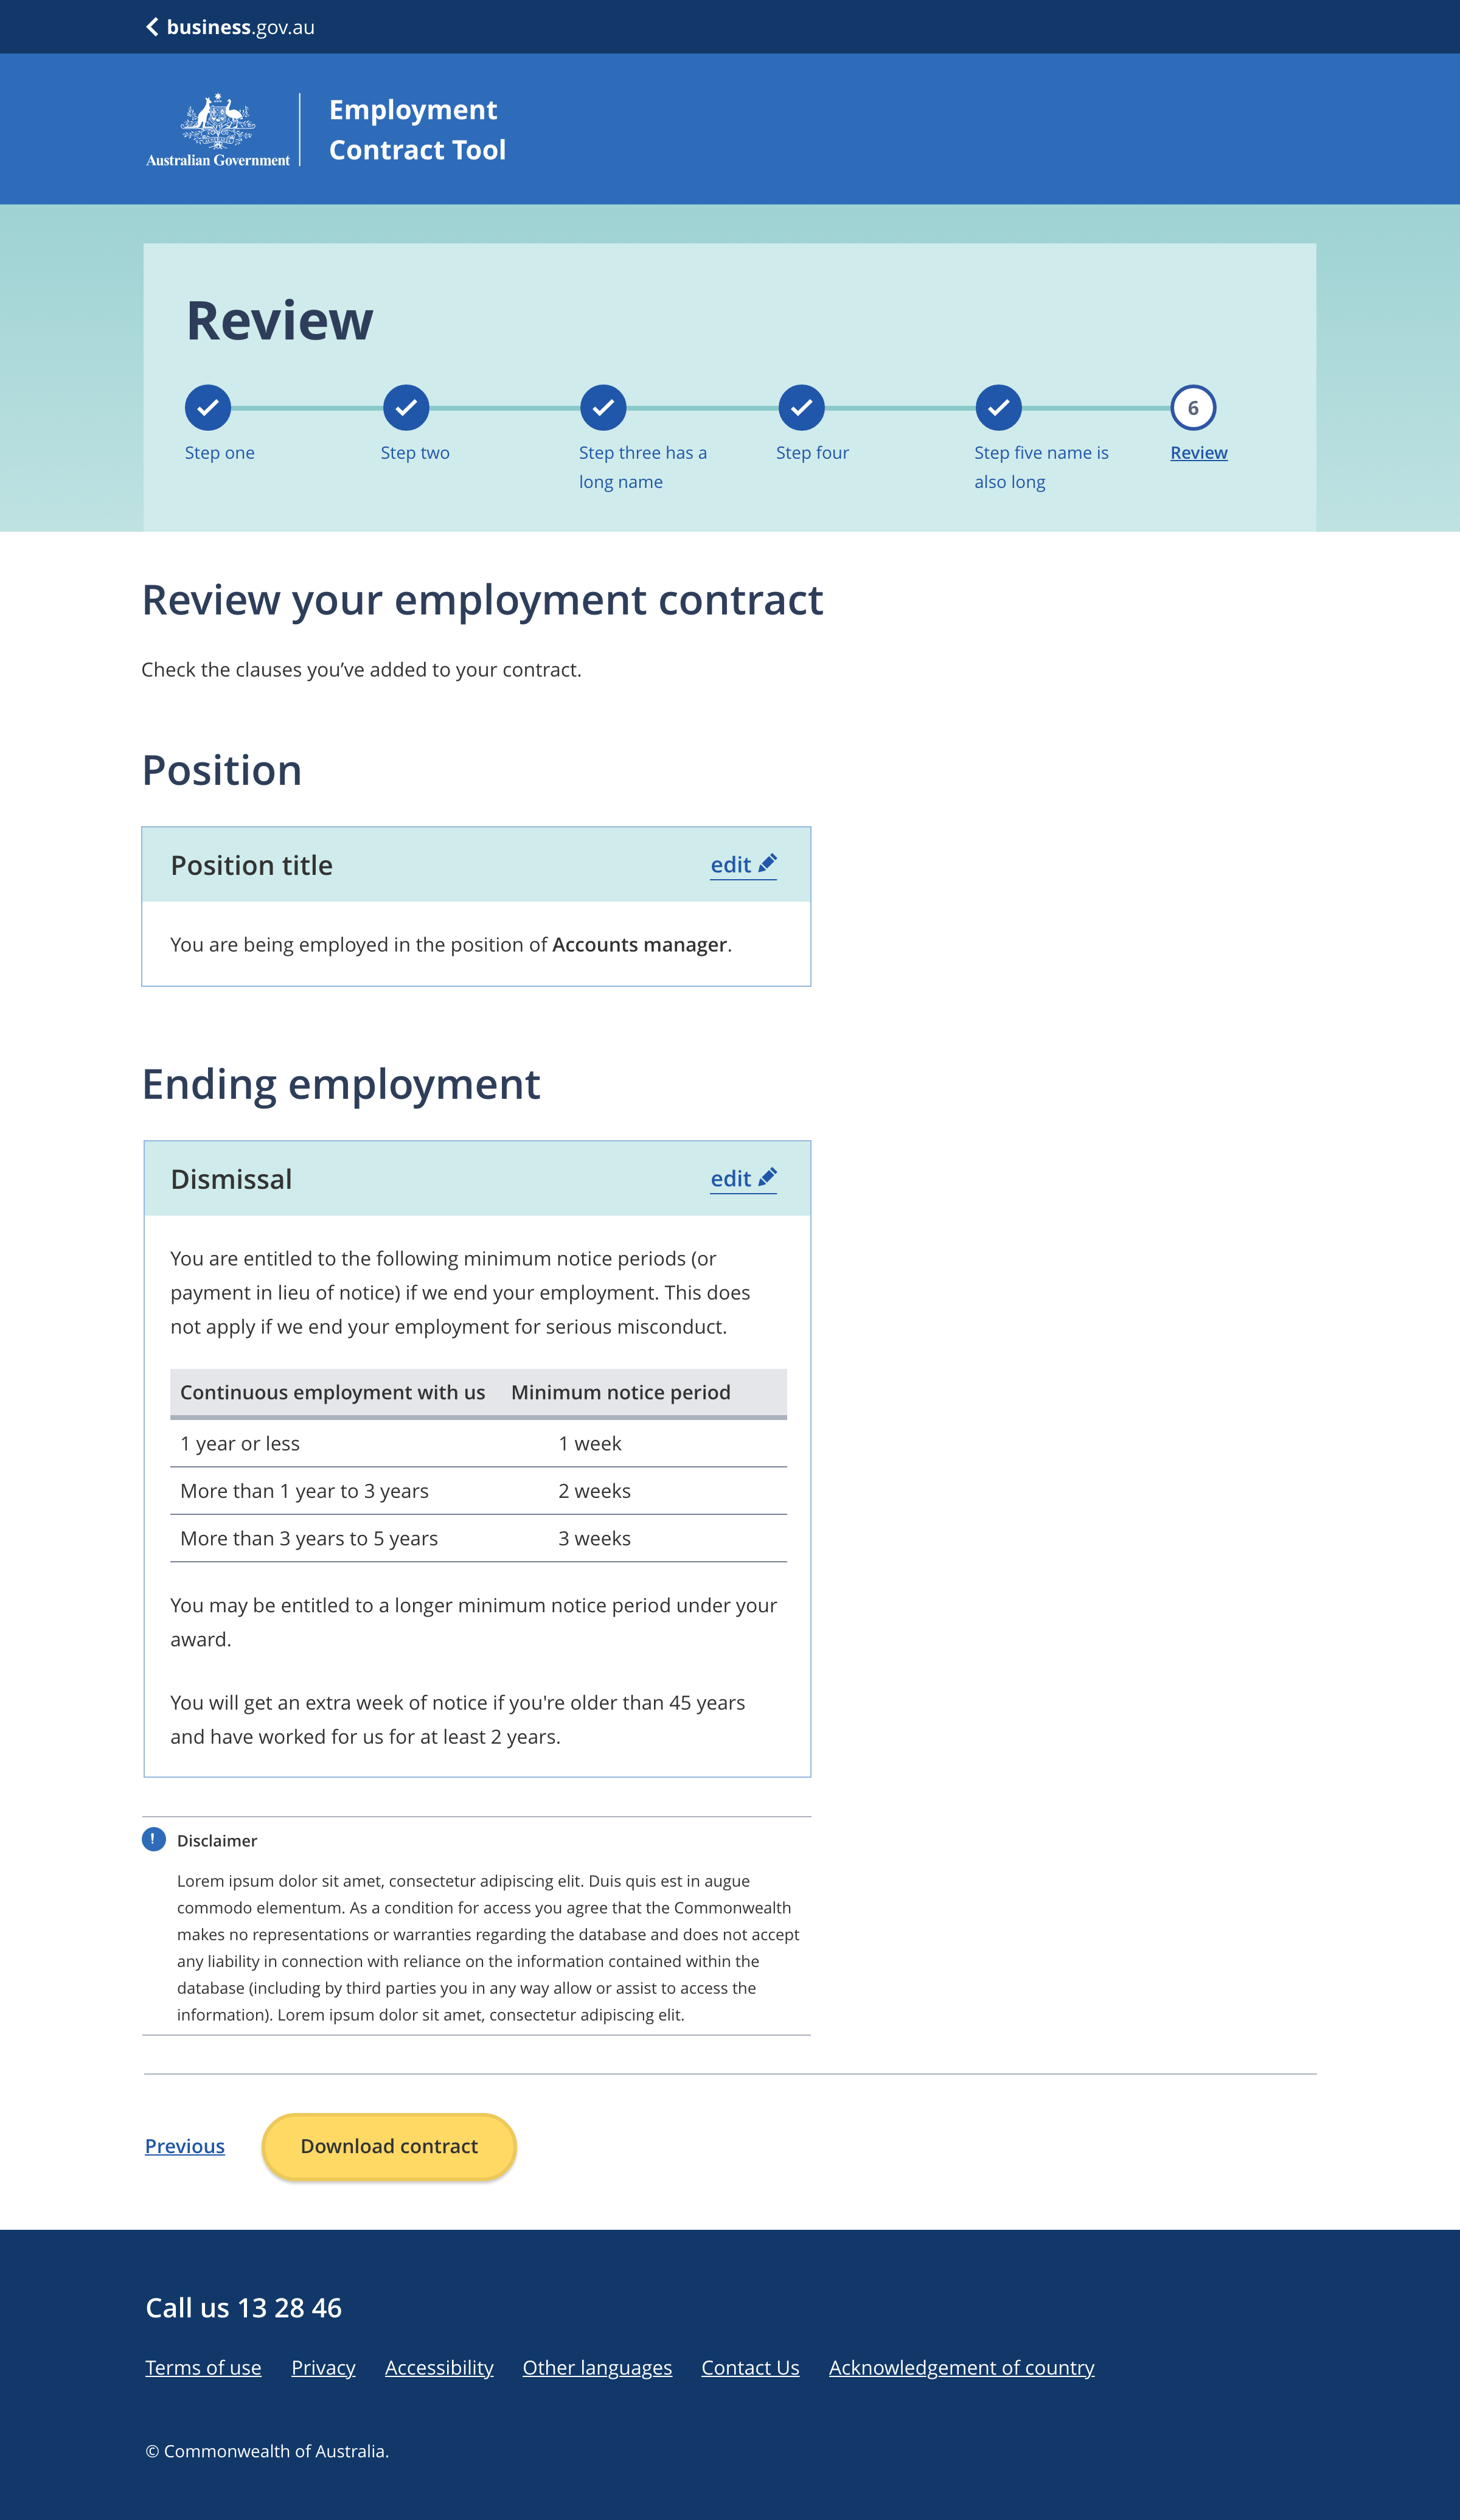 business.gov.au
Australian Government
Employment
Contract Tool
Review
6
Step one
Step two
Step three has a
long name
Step four
Step five name is
also long
Review
Review your employment contract
Check the clauses you’ve added to your contract.
Position
Position title
edit
You are being employed in the position of Accounts manager.
Ending employment
Dismissal
edit
You are entitled to the following minimum notice periods (or
payment in lieu of notice) if we end your employment. This does
not apply if we end your employment for serious misconduct.
Continuous employment with us Minimum notice period
1 year or less 1 week
More than 1 year to 3 years 2 weeks
More than 3 years to 5 years 3 weeks
You may be entitled to a longer minimum notice period under your
award.
You will get an extra week of notice if you're older than 45 years
and have worked for us for at least 2 years.
! Disclaimer
Lorem ipsum dolor sit amet, consectetur adipiscing elit. Duis quis est in augue
commodo elementum. As a condition for access you agree that the Commonwealth
makes no representations or warranties regarding the database and does not accept
any liability in connection with reliance on the information contained within the
database (including by third parties you in any way allow or assist to access the
information). Lorem ipsum dolor sit amet, consectetur adipiscing elit.
Previous Download contract
Call us 13 28 46
Terms of use Privacy Accessibility Other languages Contact Us Acknowledgement of country
© Commonwealth of Australia.